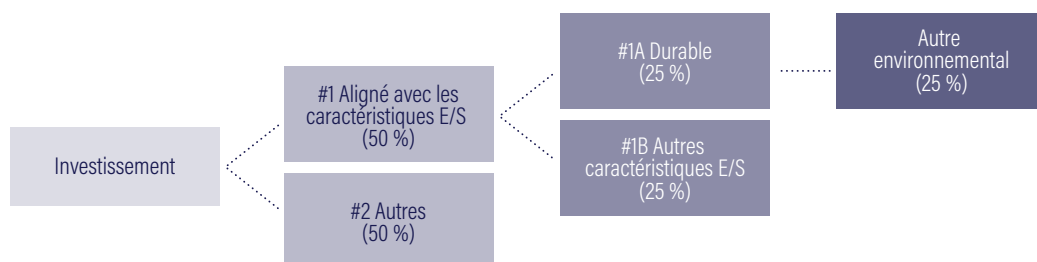 Investissement
#1 Aligné avec les
caractéristiques E/S
(50 %)
#2 Autres
(50 %)
#1A Durable
(25 %)
#1B Autres
caractéristiques E/S
(25 %)
Autre
environnemental
(25 %)